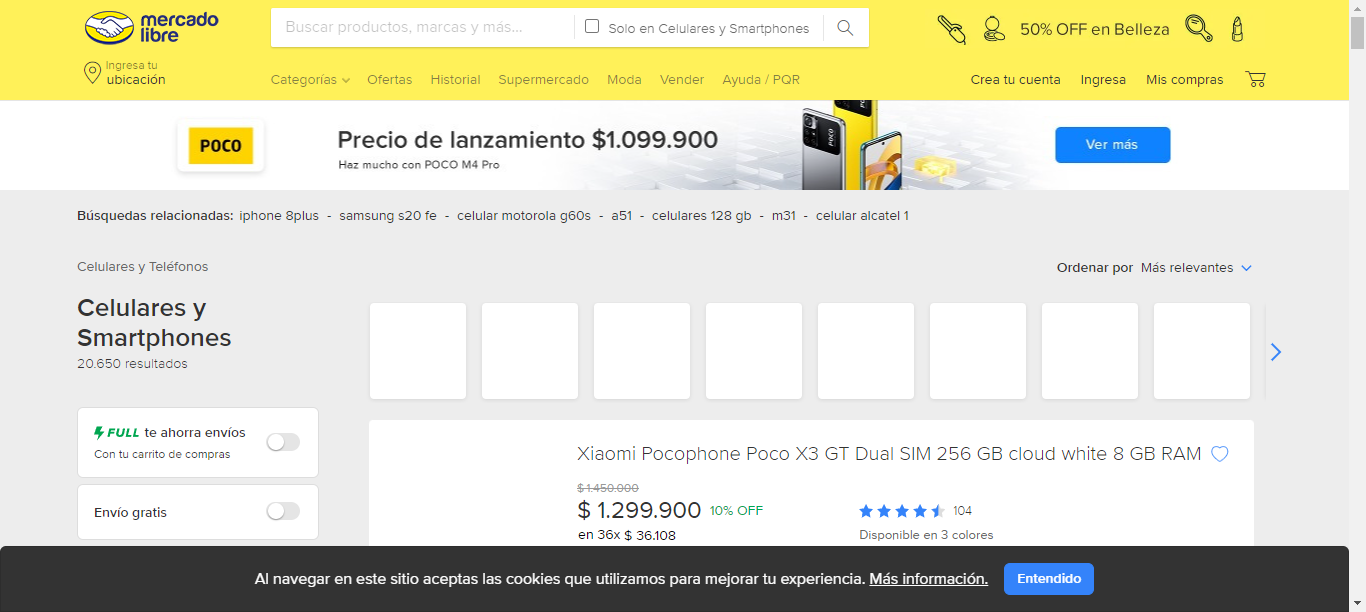 mercado
libre
Buscar productos, marcas y más...
Solo en Celulares y Smartphones
50% OFF en Belleza
Ingresa tu
ubicación
Categorías
Ofertas
Historial
Supermercado
Moda
Vender
Ayuda / PQR
Crea tu cuenta
Ingresa
Mis compras
POCO
Precio de lanzamiento $1.099.900
Haz mucho con POCO M4 Pro
POCO
Ver más
Búsquedas relacionadas: iphone 8plus - samsung s20 fe - celular motorola g60s - a51 - celulares 128 gb - m31 - celular alcatel 1
Celulares y Teléfonos
Ordenar por Más relevantes
Celulares y
Smartphones
20.650 resultados
FULL te ahorra envíos
Con tu carrito de compras
Envío gratis
Xiaomi Pocophone Poco X3 GT Dual SIM 256 GB cloud white 8 GB RAM
$ 1.450.000
$ 1.299.900 10% OFF
en 36x $ 36.108
104
Disponible en 3 colores
Al navegar en este sitio aceptas las cookies que utilizamos para mejorar tu experiencia. Más información.
Entendido